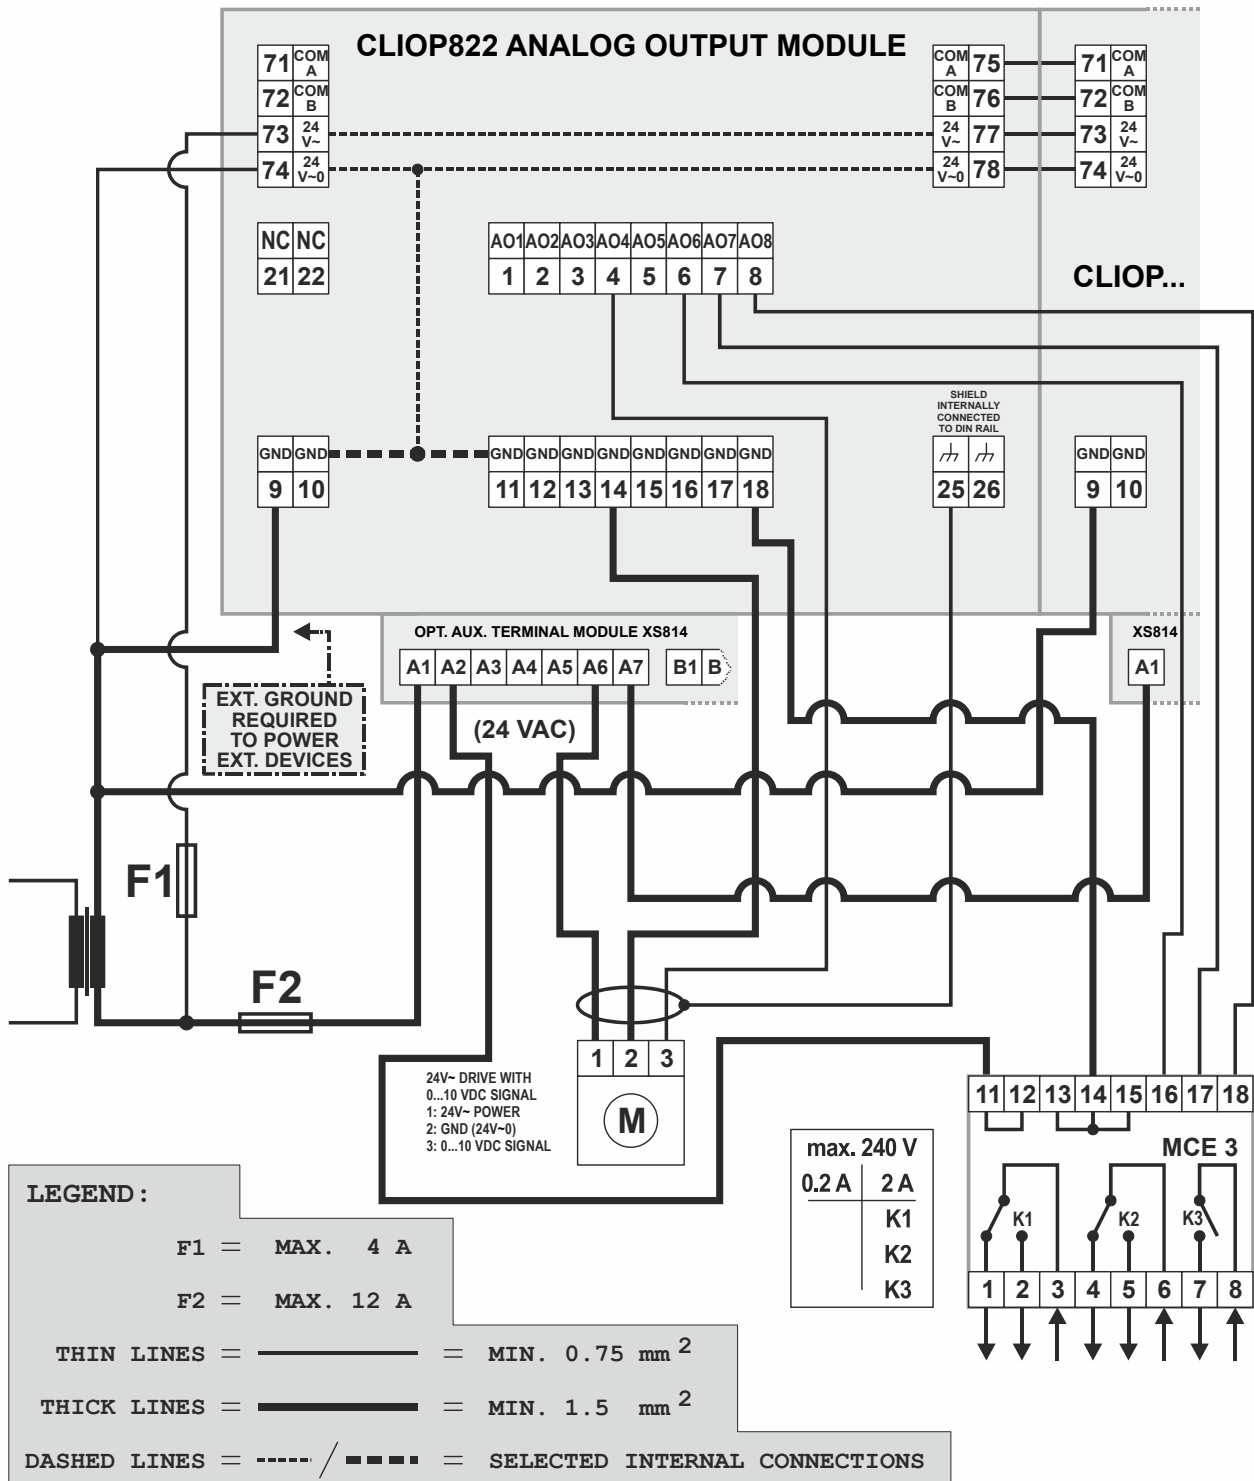 CLIOP822 ANALOG OUTPUT MODULE
71 COM A
72 COM B
73 24 V~
74 24 V~0
COM A 75
COM B 76
24 V~ 77
24 V~0 78
71 COM A
72 COM B
73 24 V~
74 24 V~0
NC NC
21 22
AO1 AO2 AO3 AO4 AO5 AO6 AO7 AO8
1 2 3 4 5 6 7 8
CLIOP...
SHIELD
INTERNALLY
CONNECTED
TO DIN RAIL
GND GND
9 10
GND GND GND GND GND GND GND GND
11 12 13 14 15 16 17 18
25 26
GND GND
9 10
OPT. AUX. TERMINAL MODULE XS814
A1 A2 A3 A4 A5 A6 A7 B1 B
XS814
A1
EXT. GROUND
REQUIRED
TO POWER
EXT. DEVICES
(24 VAC)
F1
F2
24V~ DRIVE WITH
0...10 VDC SIGNAL
1: 24V~ POWER
2: GND (24V~0)
3: 0...10 VDC SIGNAL
1 2 3
M
11 12 13 14 15 16 17 18
MCE 3
K1 K2 K3
1 2 3 4 5 6 7 8
max. 240 V
0.2 A 2 A
K1
K2
K3
LEGEND:
F1 = MAX. 4 A
F2 = MAX. 12 A
THIN LINES = = MIN. 0.75 mm 2
THICK LINES = = MIN. 1.5 mm 2
DASHED LINES = / = SELECTED INTERNAL CONNECTIONS